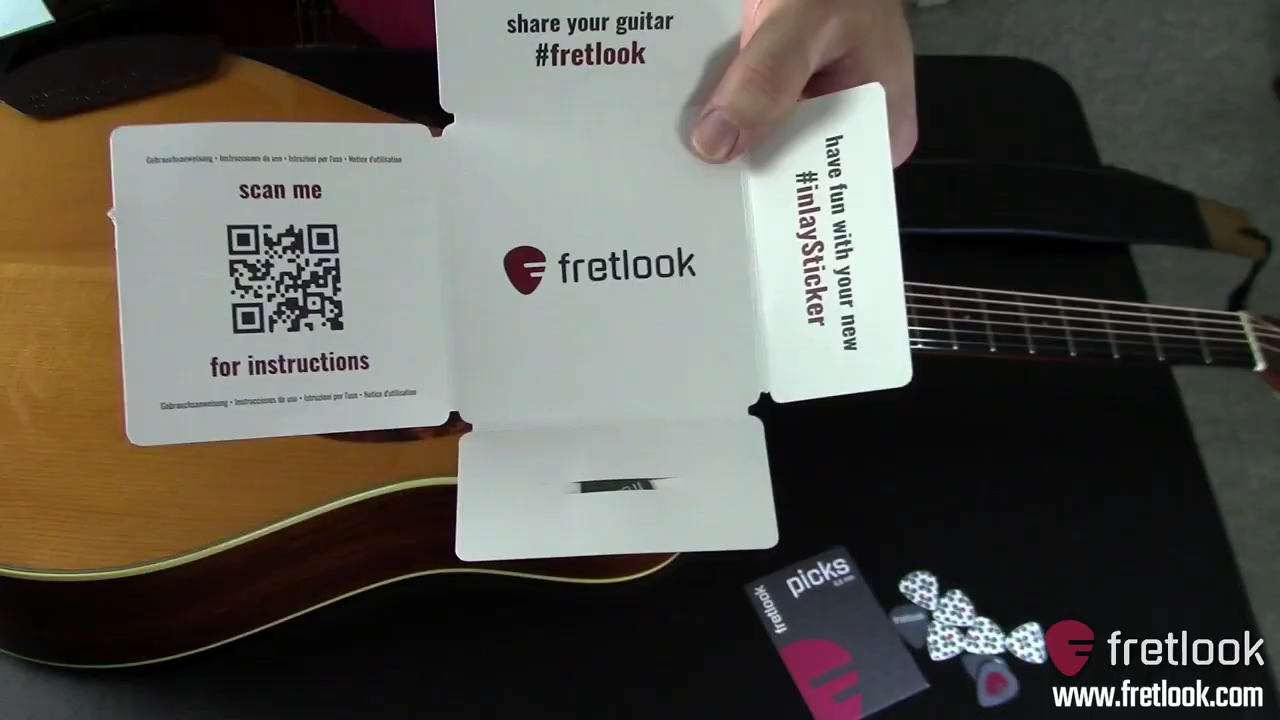 share your guitar
#fretlook
Gebrauchsanweisung • Instrucciones de uso • Istruzioni per l'uso • Notice d'utilisation
scan me
for instructions
Gebrauchsanweisung • Instrucciones de uso • Istruzioni per l'uso • Notice d'utilisation
fretlook
have fun with your new
#inlaySticker
picks
fretlook
fretlook
www.fretlook.com